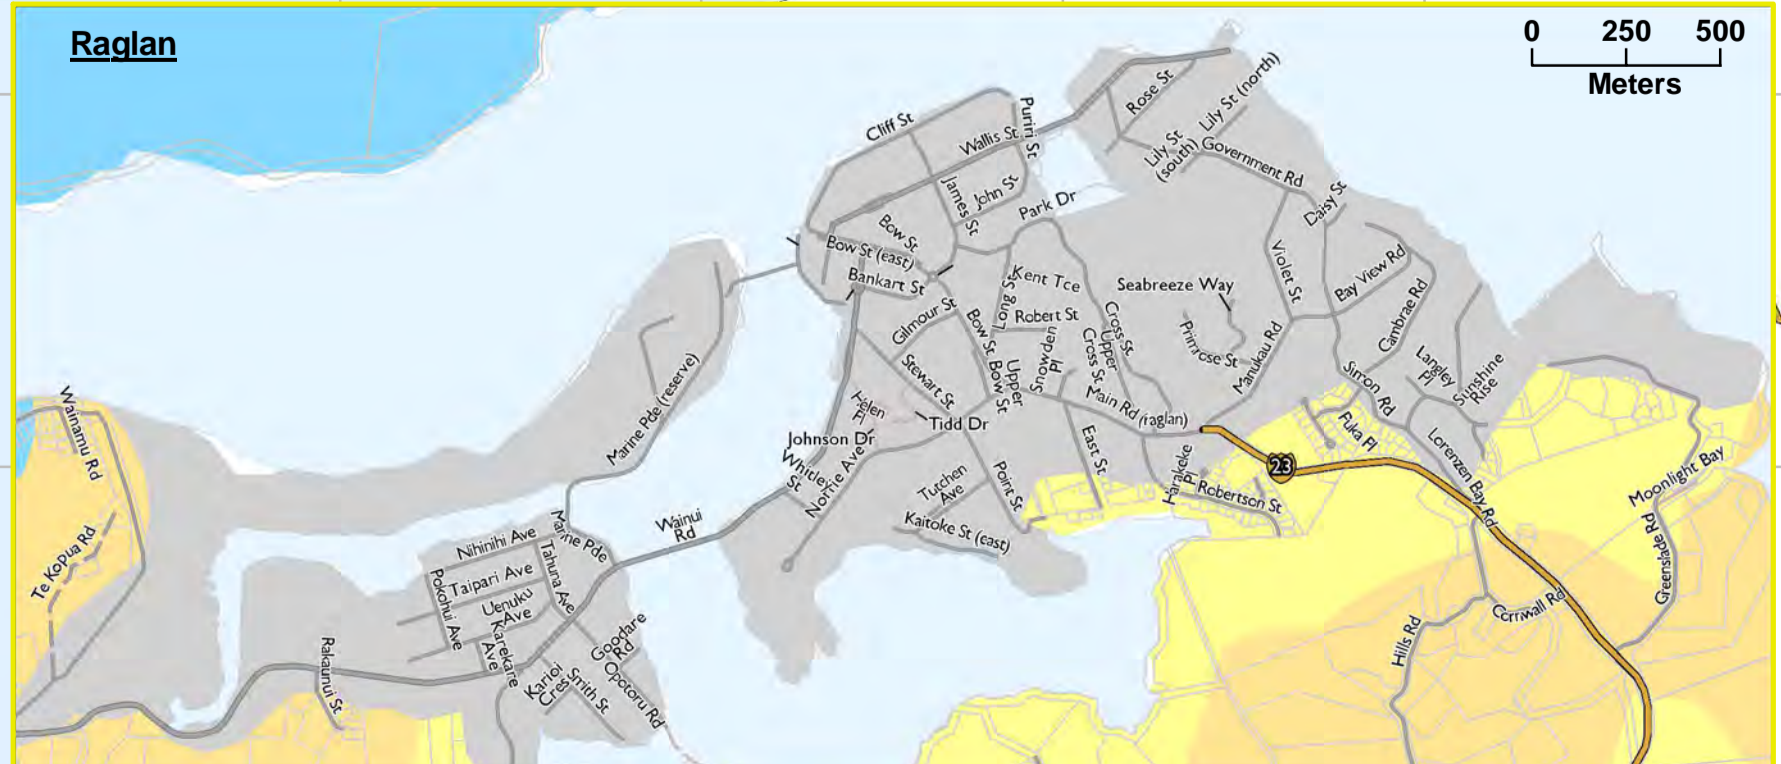 Raglan
0 250 500
Meters
Cliff St
Wallis St
Puriri St
Rose St
Lily St (north)
Lily St
(south)
Government Rd
Daisy St
James St
John St
Park Dr
Bow St
Bow St (east)
Bankart St
Gilmour St
Stewart St
Bow St
Long St
Kent Tce
Robert St
Snowden
Pl
Upper
Bow St
Cross St
Upper
Cross St
Main Rd (raglan)
Seabreeze Way
Primrose St
Violet St
Manukau Rd
Bay View Rd
Cambrae Rd
Langley
Pl
Sunshine
Rise
Simon Rd
Fuka Pl
Lorenzen Bay Rd
23
Harakeke
Pl
Robertson St
East St
Point St
Tidd Dr
Helen
Pl
Johnson Dr
Whitley
St
Norrie Ave
Tutchen
Ave
Kaitoke St (east)
Wainui
Rd
Marine Pde (reserve)
Marine Pde
Nihinihi Ave
Taipari Ave
Uenuku
Ave
Tahuna Ave
Pokohui Ave
Karekare
Ave
Karioi
Cres
Smith St
Goodare
Rd
Opotoru Rd
Rakaunui St
Wainamu Rd
Te Kopua Rd
Moonlight Bay
Greenslade Rd
Cornwall Rd
Hills Rd